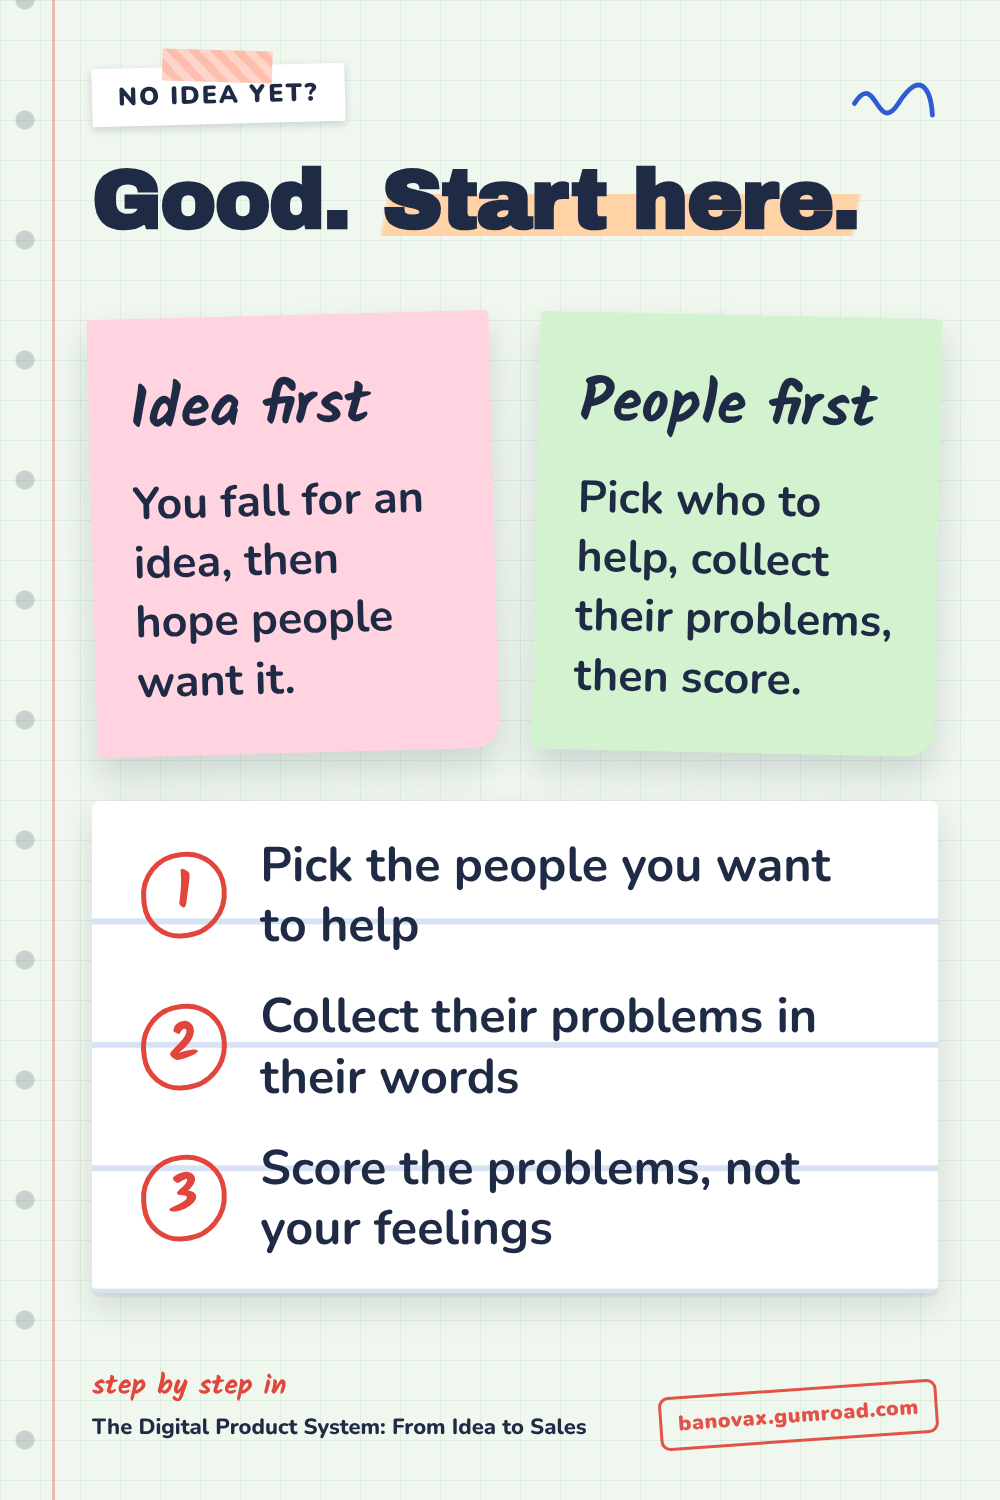 NO IDEA YET?
Good. Start here.
Idea first
You fall for an
idea, then
hope people
want it.
People first
Pick who to
help, collect
their problems,
then score.
1
Pick the people you want
to help
2
Collect their problems in
their words
3
Score the problems, not
your feelings
step by step in
The Digital Product System: From Idea to Sales
banovax.gumroad.com